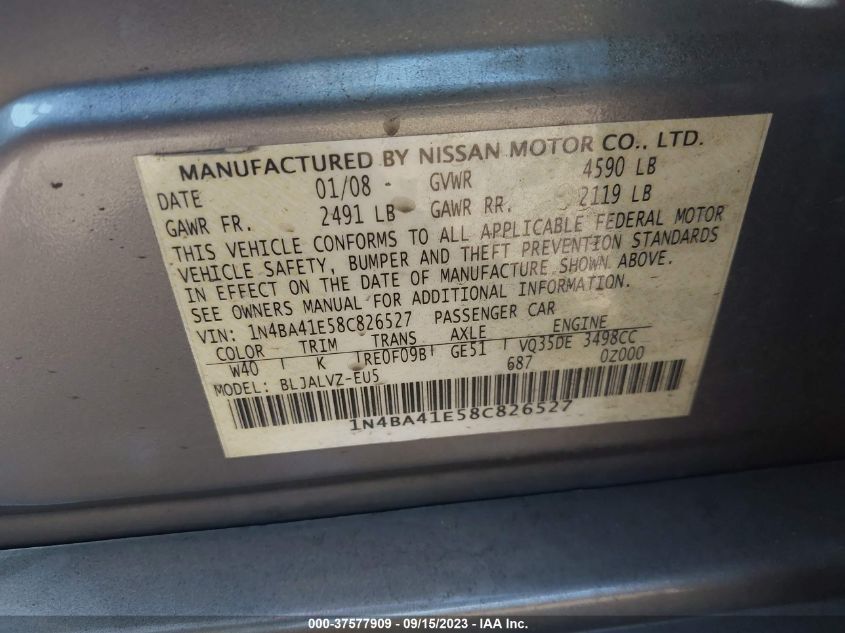 MANUFACTURED BY NISSAN MOTOR CO., LTD.
DATE 01/08 GVWR 4590 LB
GAWR FR. 2491 LB GAWR RR. 2119 LB
THIS VEHICLE CONFORMS TO ALL APPLICABLE FEDERAL MOTOR
VEHICLE SAFETY, BUMPER AND THEFT PREVENTION STANDARDS
IN EFFECT ON THE DATE OF MANUFACTURE SHOWN ABOVE.
SEE OWNERS MANUAL FOR ADDITIONAL INFORMATION.
VIN: 1N4BA41E58C826527 PASSENGER CAR
COLOR TRIM TRANS AXLE ENGINE
W40 K RE0F09B GE51 VQ35DE 3498CC
MODEL: BLJALVZ-EU5 687 0Z000
1N4BA41E58C826527
000-37577909 - 09/15/2023 - IAA Inc.